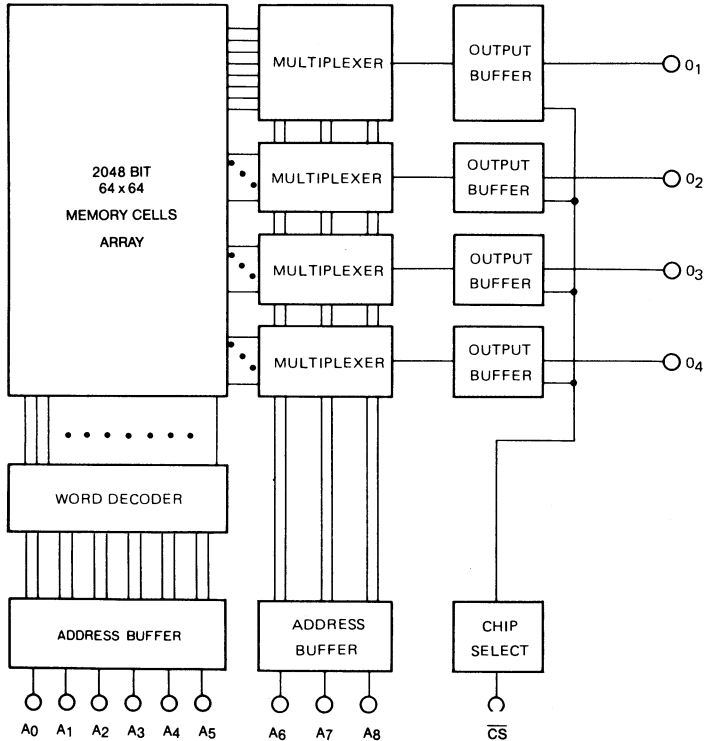 2048 BIT
64 x 64
MEMORY CELLS
ARRAY
MULTIPLEXER
OUTPUT
BUFFER
O1
MULTIPLEXER
OUTPUT
BUFFER
O2
MULTIPLEXER
OUTPUT
BUFFER
O3
MULTIPLEXER
OUTPUT
BUFFER
O4
WORD DECODER
ADDRESS BUFFER
ADDRESS
BUFFER
CHIP
SELECT
A0 A1 A2 A3 A4 A5 A6 A7 A8 C̅S̅